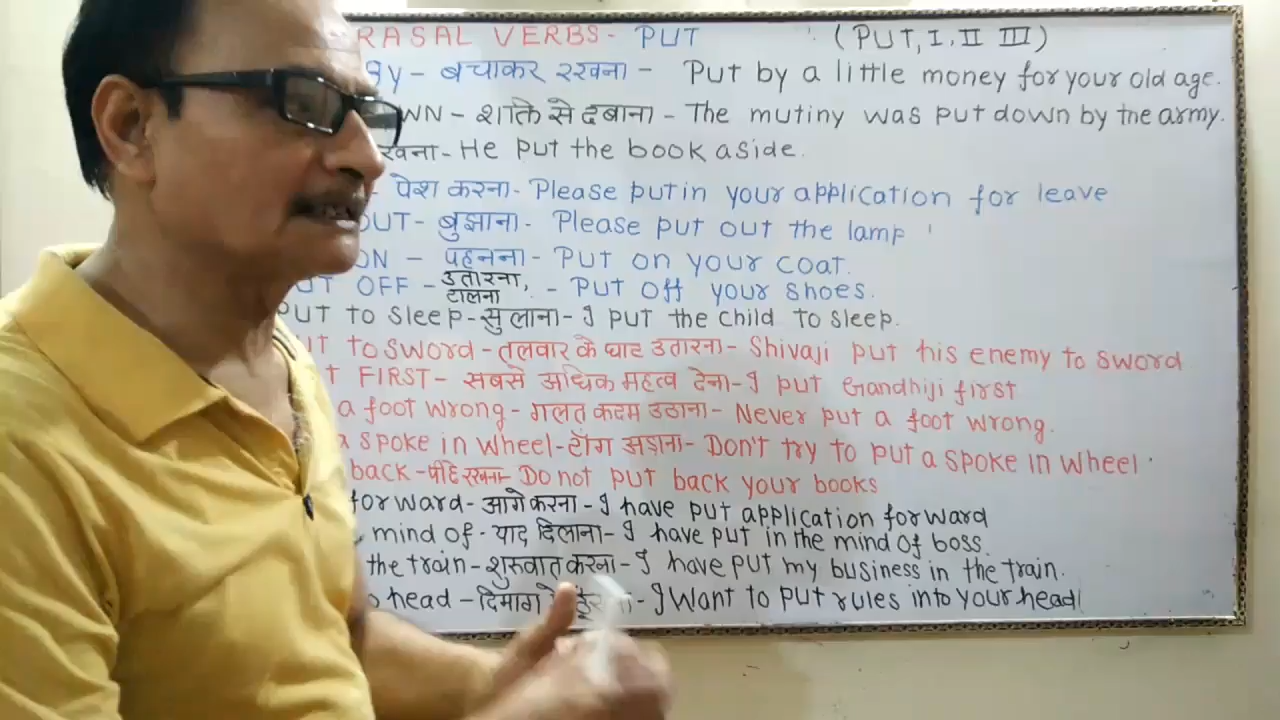 RASAL VERBS- PUT (PUT, I, II III)
By - बचाकर रखना - Put by a little money for your old age.
WN - शक्ति से दबाना - The mutiny was put down by the army.
रखना- He put the book aside.
- पेश करना- Please put in your application for leave
OUT- बुझाना- Please put out the lamp
ON - पहनना- Put on your coat.
UT OFF - उतारना, टालना - Put off your shoes.
PUT to sleep-सुलाना-I put the child to sleep.
UT to sword-तलवार के घाट उतारना- Shivaji put his enemy to sword
T FIRST- सबसे अधिक महत्व देना-I put Gandhiji first
a foot wrong- गलत कदम उठाना- Never put a foot wrong.
a spoke in wheel-टाँग अड़ाना- Don't try to put a spoke in wheel
back-पीछे रखना- Do not put back your books
forward- आगे करना- I have put application forward
mind of- याद दिलाना- I have put in the mind of boss.
the train- शुरुवात करना- I have put my business in the train.
o head - दिमाग - I want to put rules into your head